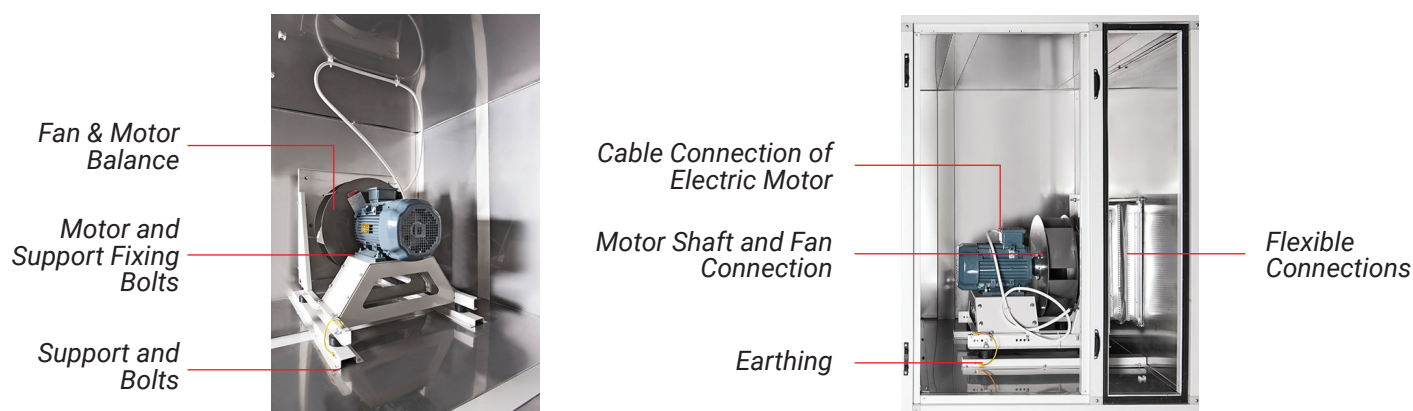 Fan & Motor
Balance
Motor and
Support Fixing
Bolts
Support and
Bolts
Cable Connection of
Electric Motor
Motor Shaft and Fan
Connection
Earthing
Flexible
Connections